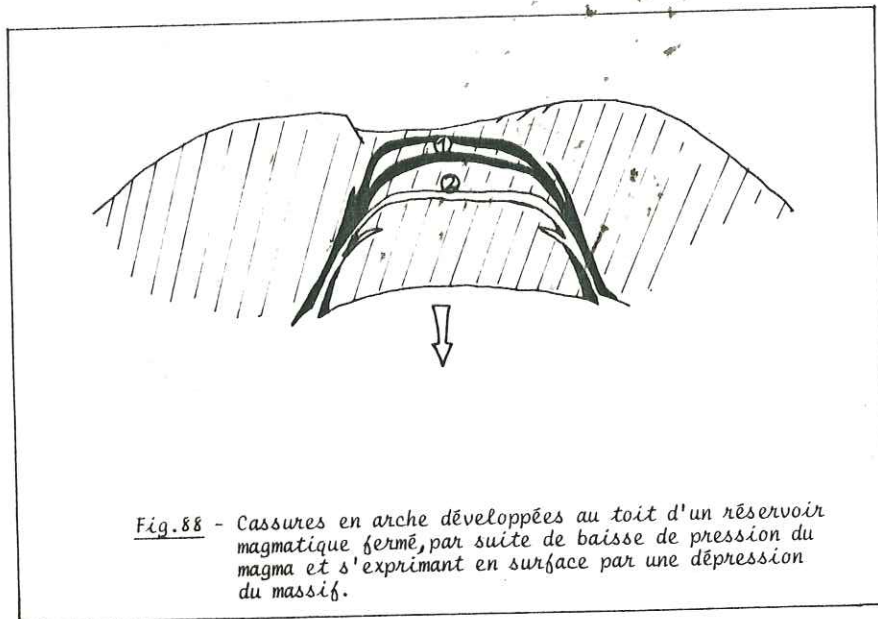 (1)
(2)
Fig.88 - Cassures en arche développées au toit d'un réservoir
magmatique fermé, par suite de baisse de pression du
magma et s'exprimant en surface par une dépression
du massif.